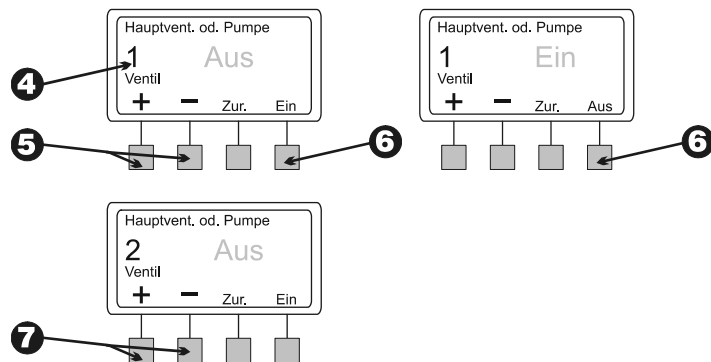 Hauptvent. od. Pumpe
4 1 Aus
Ventil
+ − Zur. Ein
5 6
Hauptvent. od. Pumpe
1 Ein
Ventil
+ − Zur. Aus
6
Hauptvent. od. Pumpe
2 Aus
Ventil
+ − Zur. Ein
7